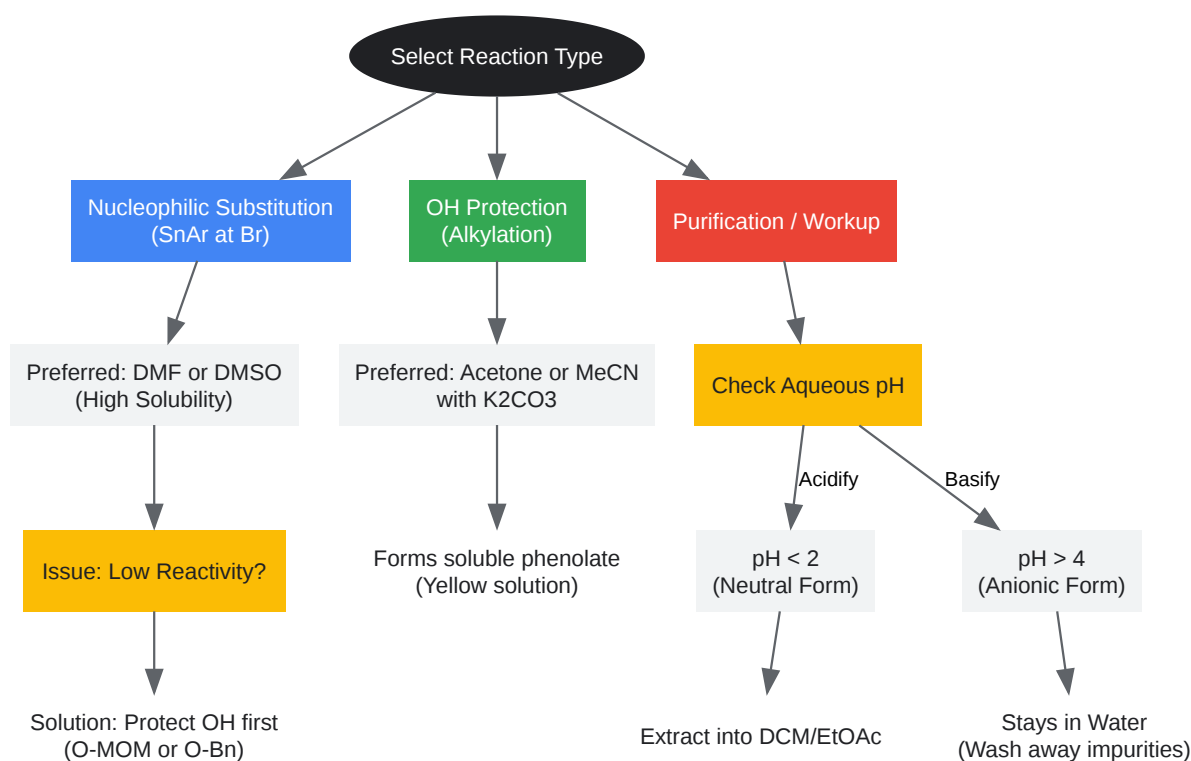 Select Reaction Type
Nucleophilic Substitution
(SnAr at Br)
OH Protection
(Alkylation)
Purification / Workup
Preferred: DMF or DMSO
(High Solubility)
Preferred: Acetone or MeCN
with K2CO3
Check Aqueous pH
Acidify
Basify
Issue: Low Reactivity?
Forms soluble phenolate
(Yellow solution)
pH < 2
(Neutral Form)
pH > 4
(Anionic Form)
Solution: Protect OH first
(O-MOM or O-Bn)
Extract into DCM/EtOAc
Stays in Water
(Wash away impurities)